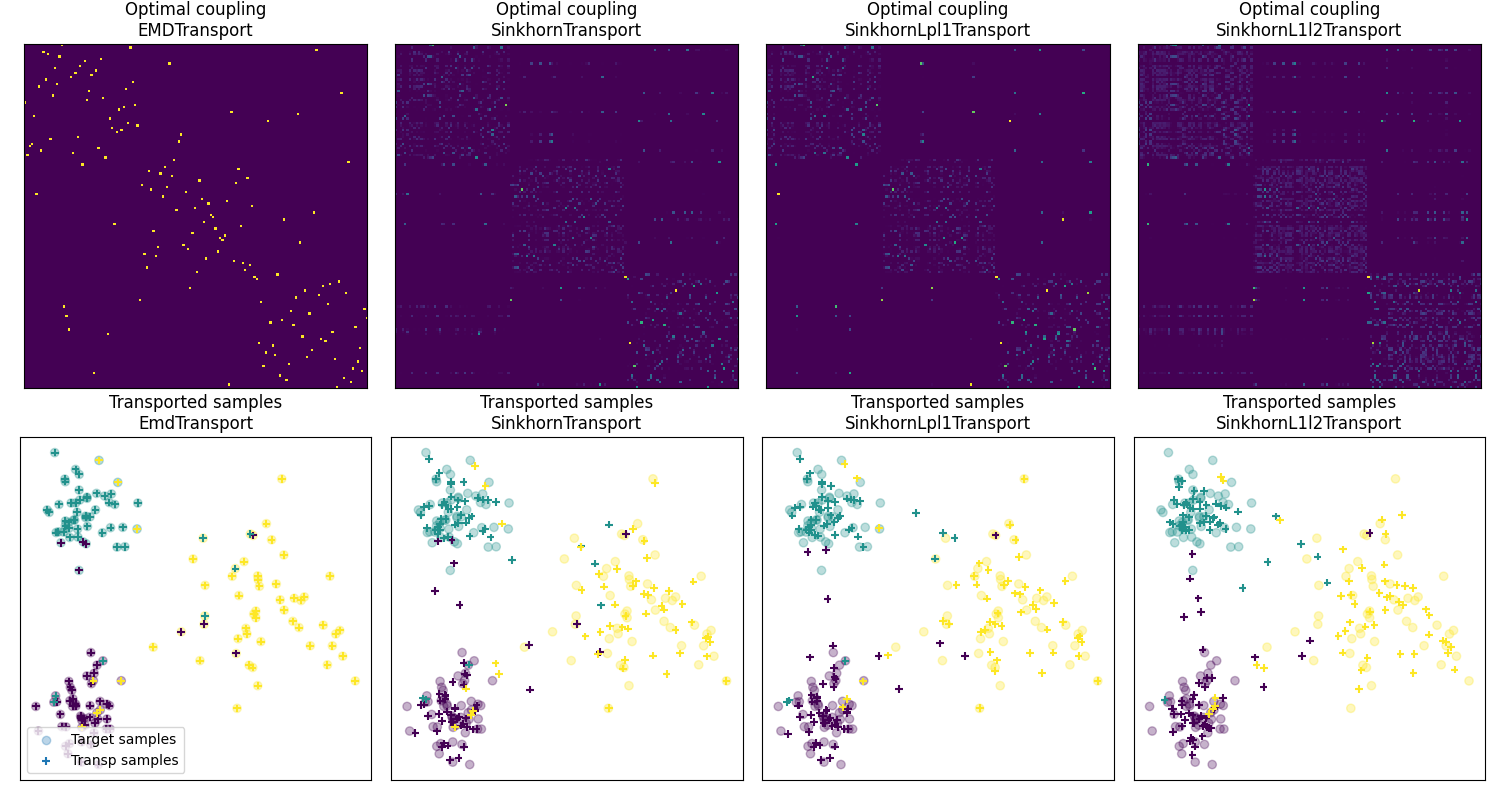 Optimal coupling
EMDTransport
Optimal coupling
SinkhornTransport
Optimal coupling
SinkhornLpl1Transport
Optimal coupling
SinkhornL1l2Transport
Transported samples
EmdTransport
Transported samples
SinkhornTransport
Transported samples
SinkhornLpl1Transport
Transported samples
SinkhornL1l2Transport
Target samples
Transp samples